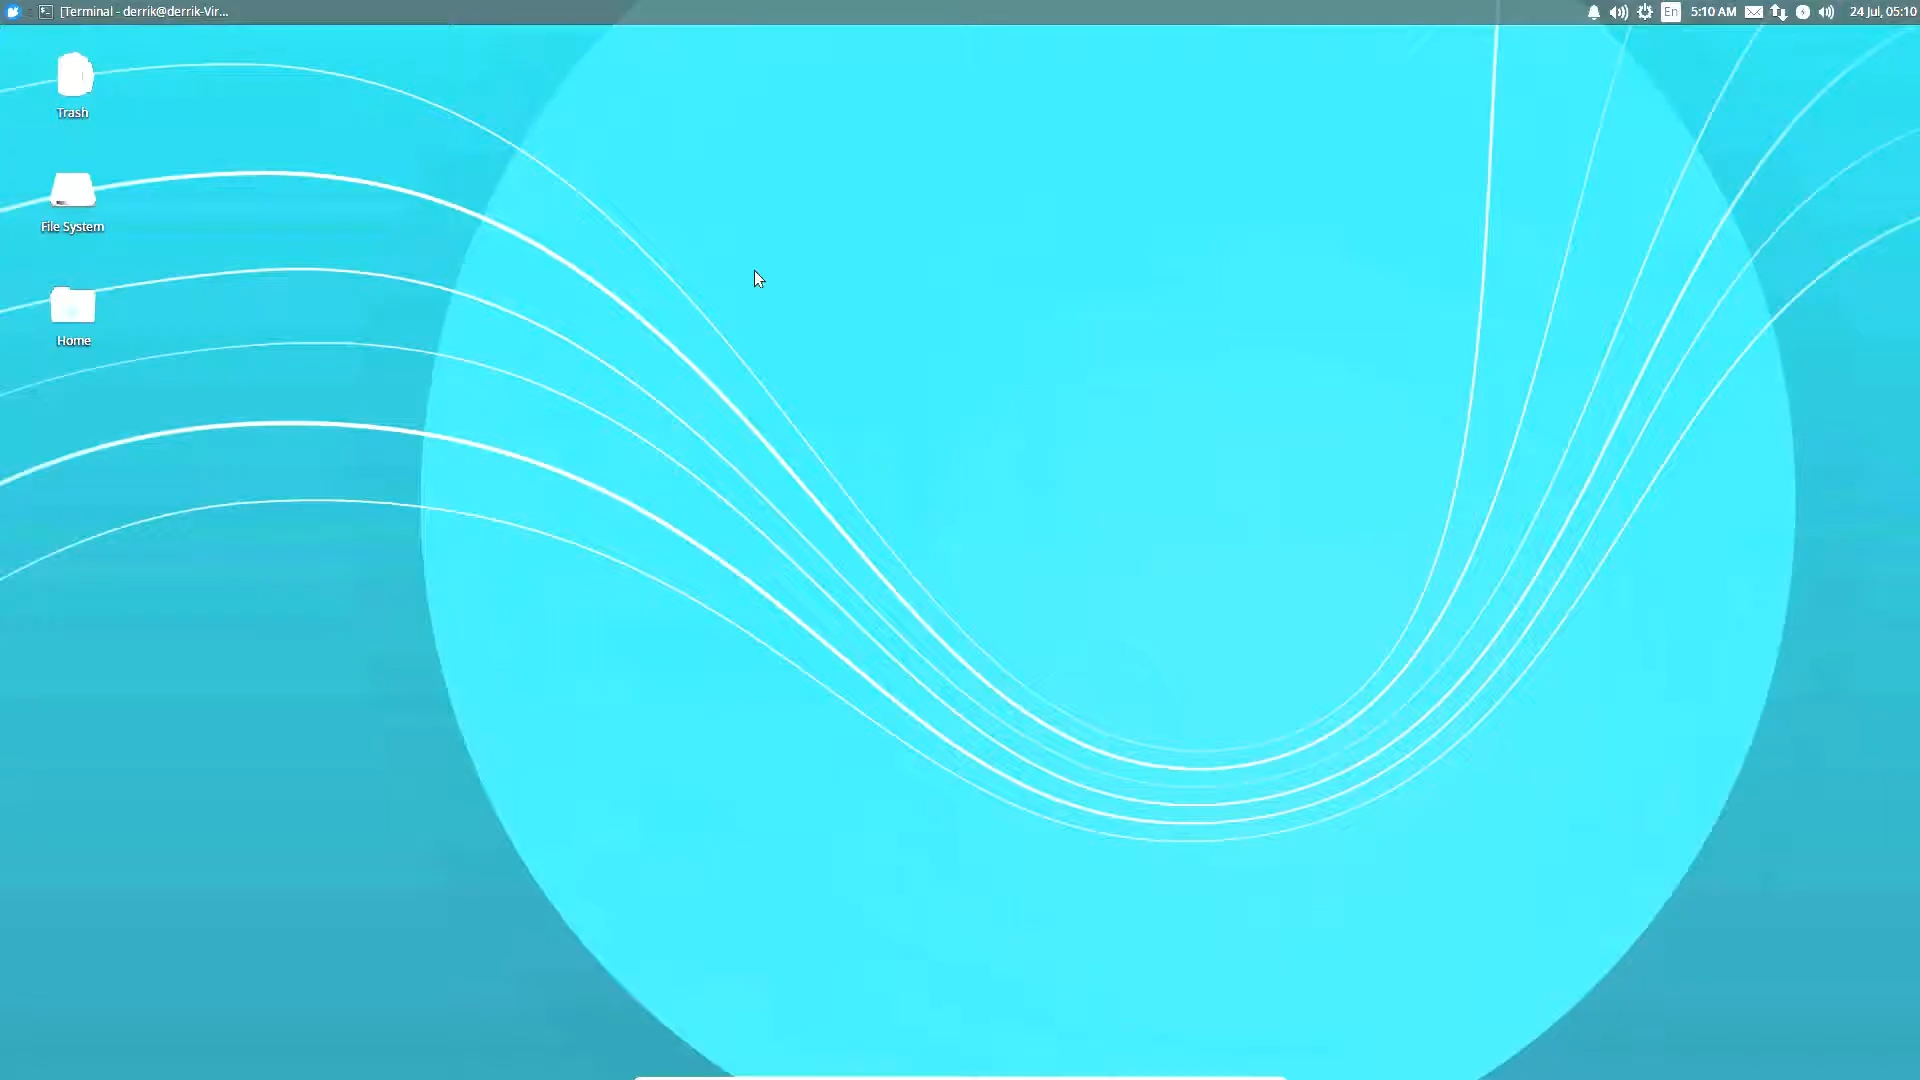 [Terminal - derrik@derrik-Vir...
En
5:10 AM
24 Jul, 05:10
Trash
File System
Home